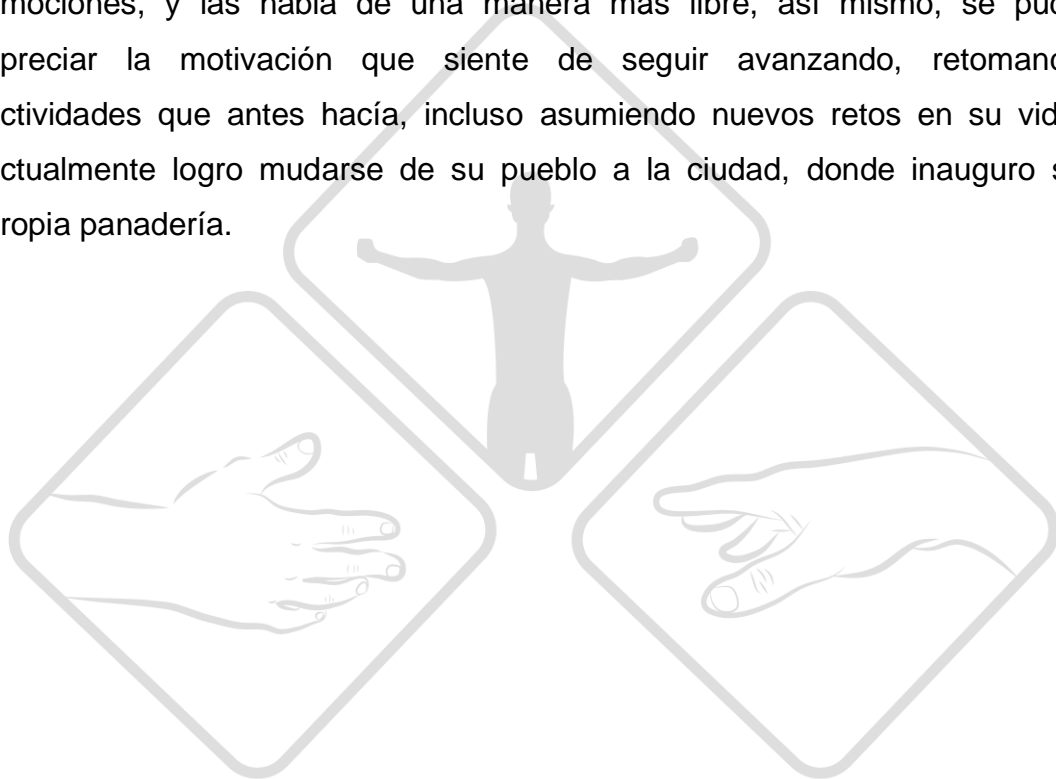 mociones, y las habla de una manera más libre, así mismo, se pud
preciar la motivación que siente de seguir avanzando, retomand
ctividades que antes hacía, incluso asumiendo nuevos retos en su vid
ctualmente logro mudarse de su pueblo a la ciudad, donde inauguro s
ropia panadería.